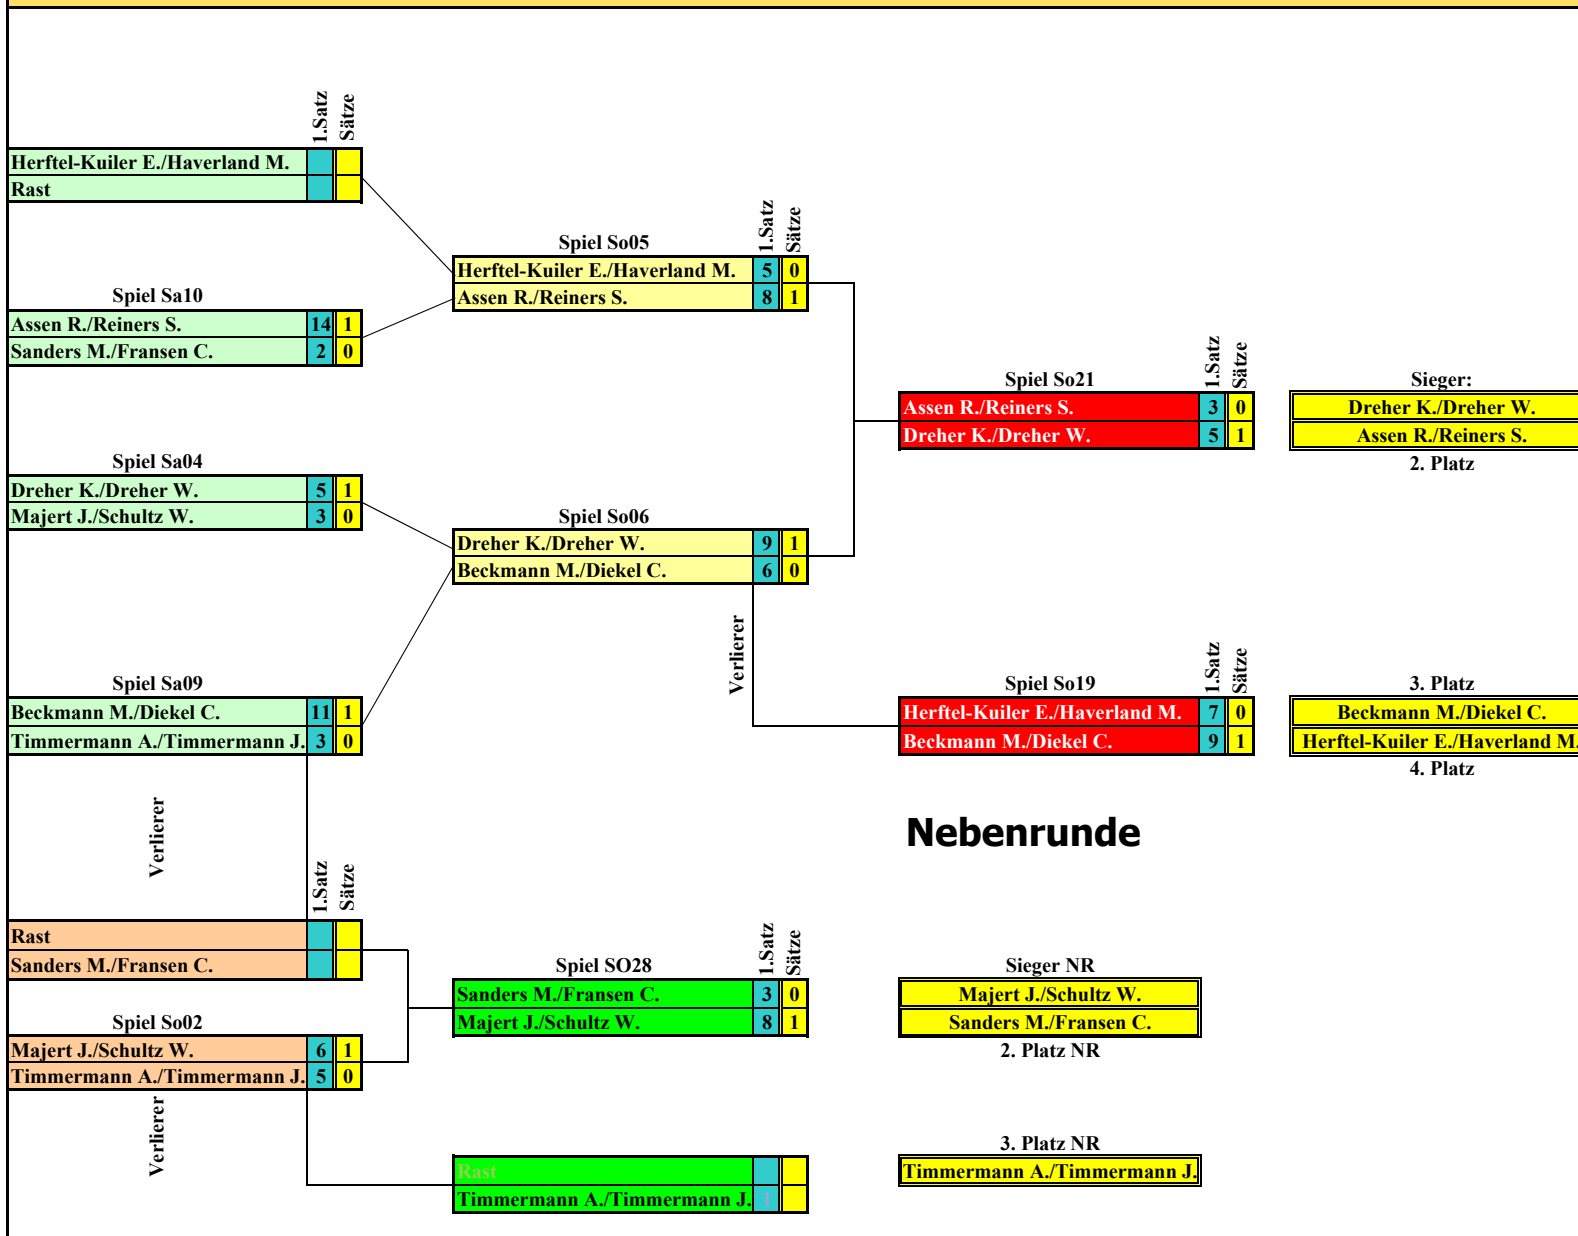 1.Satz Sätze
Herftel-Kuiler E./Haverland M.
Rast
Spiel So05 1.Satz Sätze
Herftel-Kuiler E./Haverland M. 5 0
Assen R./Reiners S. 8 1
Spiel Sa10
Assen R./Reiners S. 14 1
Sanders M./Fransen C. 2 0
Spiel So21 1.Satz Sätze Sieger:
Assen R./Reiners S. 3 0 Dreher K./Dreher W.
Dreher K./Dreher W. 5 1 Assen R./Reiners S.
2. Platz
Spiel Sa04
Dreher K./Dreher W. 5 1
Majert J./Schultz W. 3 0
Spiel So06
Dreher K./Dreher W. 9 1
Beckmann M./Diekel C. 6 0
Verlierer
Spiel Sa09
Beckmann M./Diekel C. 11 1
Timmermann A./Timmermann J. 3 0
Spiel So19 1.Satz Sätze 3. Platz
Herftel-Kuiler E./Haverland M. 7 0 Beckmann M./Diekel C.
Beckmann M./Diekel C. 9 1 Herftel-Kuiler E./Haverland M.
4. Platz
Verlierer
Nebenrunde
1.Satz Sätze
Rast
Sanders M./Fransen C.
Spiel SO28 1.Satz Sätze Sieger NR
Sanders M./Fransen C. 3 0 Majert J./Schultz W.
Majert J./Schultz W. 8 1 Sanders M./Fransen C.
2. Platz NR
Spiel So02
Majert J./Schultz W. 6 1
Timmermann A./Timmermann J. 5 0
Verlierer
3. Platz NR
Rast Timmermann A./Timmermann J.
Timmermann A./Timmermann J. 1